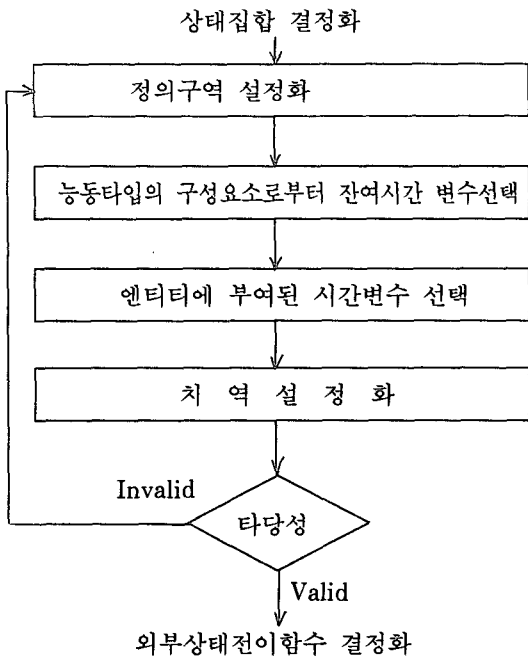 상태집합 결정화
정의구역 설정화
능동타입의 구성요소로부터 잔여시간 변수선택
엔티티에 부여된 시간변수 선택
치 역 설 정 화
Invalid
타당성
Valid
외부상태전이함수 결정화